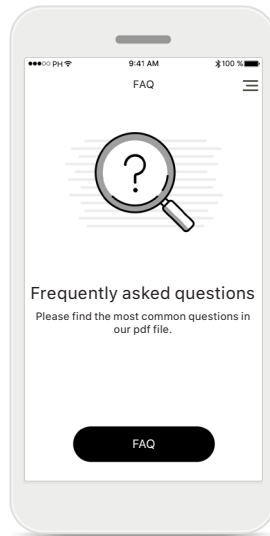 ●●●○○ PH 9:41 AM 100 %
FAQ
?
Frequently asked questions
Please find the most common questions in
our pdf file.
FAQ